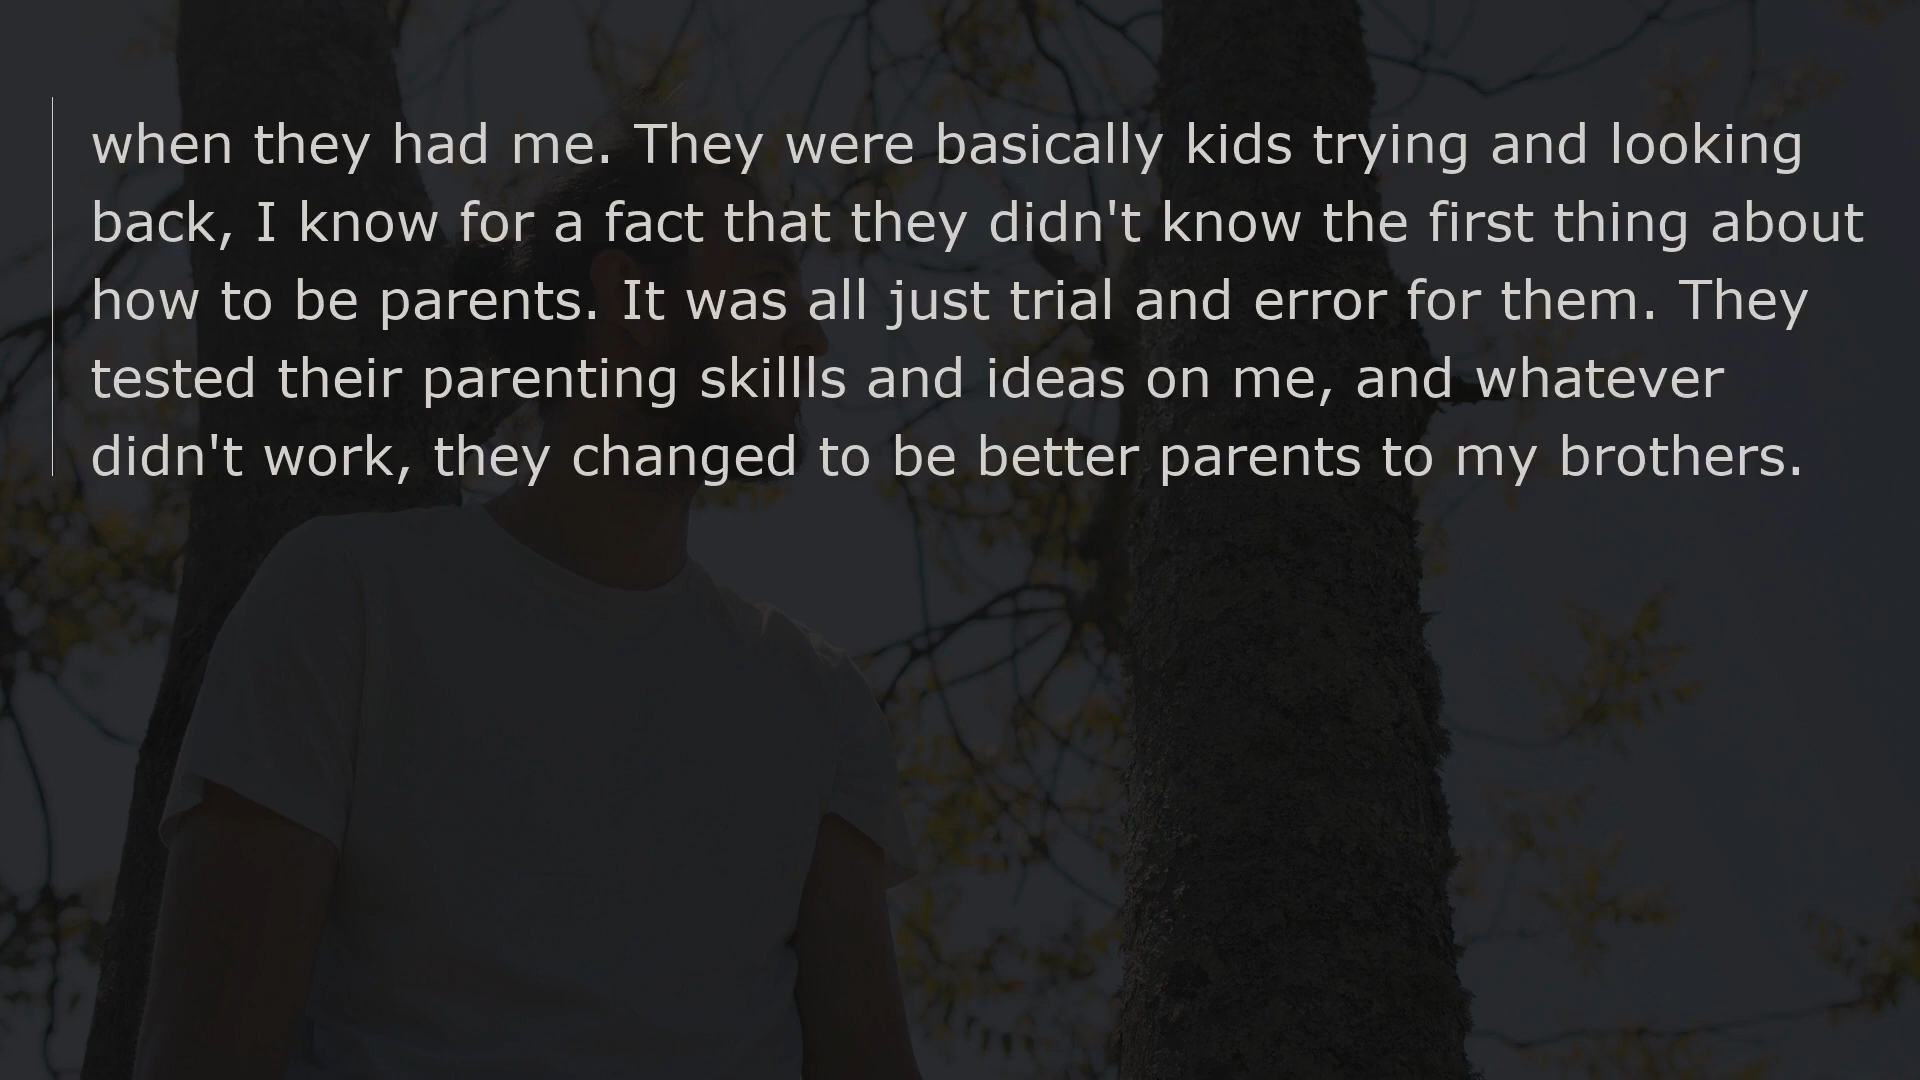 when they had me. They were basically kids trying and looking
back, I know for a fact that they didn't know the first thing about
how to be parents. It was all just trial and error for them. They
tested their parenting skillls and ideas on me, and whatever
didn't work, they changed to be better parents to my brothers.